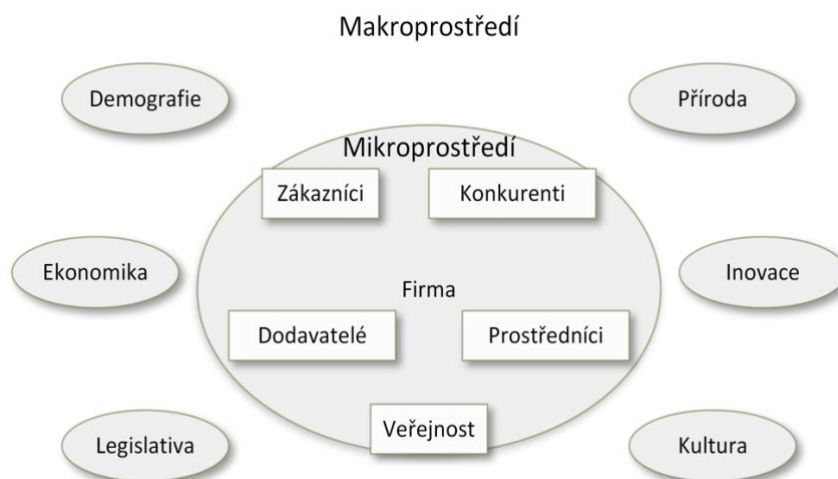 Makroprostředí
Demografie
Příroda
Mikroprostředí
Zákazníci
Konkurenti
Ekonomika
Firma
Inovace
Dodavatelé
Prostředníci
Legislativa
Veřejnost
Kultura